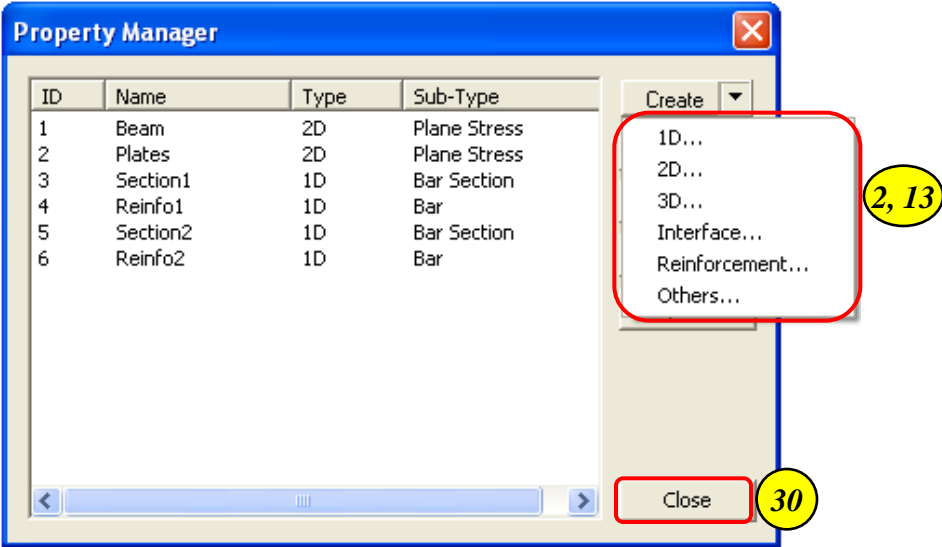 Property Manager
ID Name Type Sub-Type
1 Beam 2D Plane Stress
2 Plates 2D Plane Stress
3 Section1 1D Bar Section
4 Reinfo1 1D Bar
5 Section2 1D Bar Section
6 Reinfo2 1D Bar
Create
1D...
2D...
3D...
Interface...
Reinforcement...
Others...
2, 13
Close
30